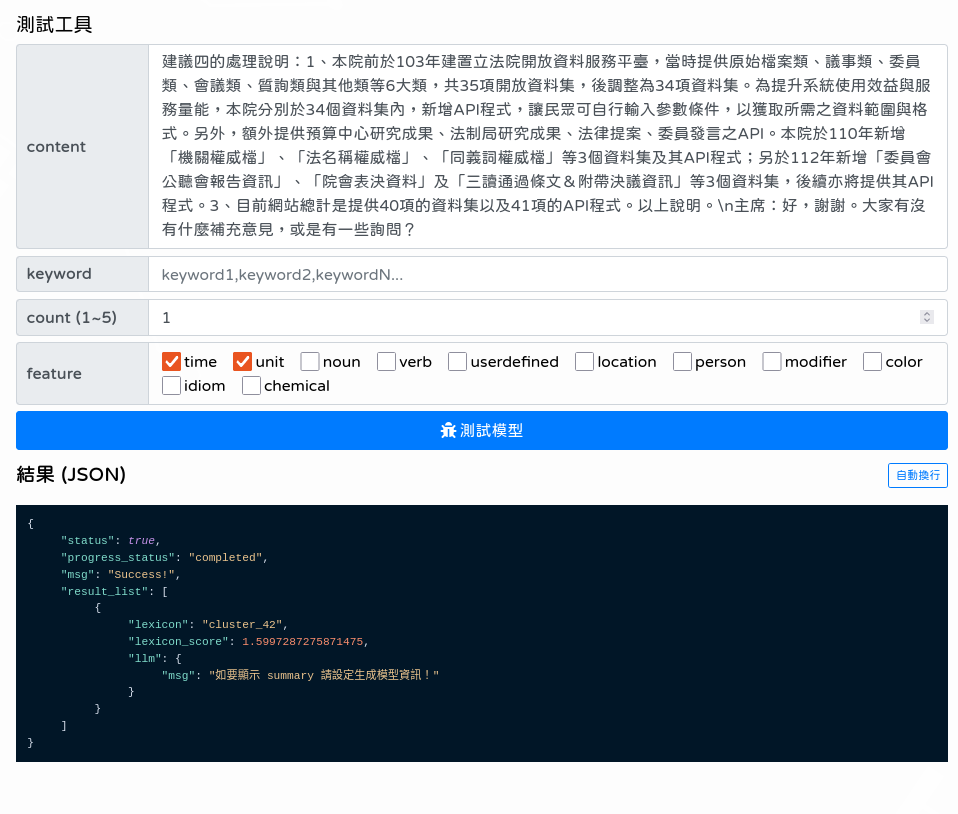 測試工具
content
建議四的處理說明：1、本院前於103年建置立法院開放資料服務平臺，當時提供原始檔案類、議事類、委員
類、會議類、質詢類與其他類等6大類，共35項開放資料集，後調整為34項資料集。為提升系統使用效益與服
務量能，本院分別於34個資料集內，新增API程式，讓民眾可自行輸入參數條件，以獲取所需之資料範圍與格
式。另外，額外提供預算中心研究成果、法制局研究成果、法律提案、委員發言之API。本院於110年新增
「機關權威檔」、「法名稱權威檔」、「同義詞權威檔」等3個資料集及其API程式；另於112年新增「委員會
公聽會報告資訊」、「院會表決資料」及「三讀通過條文＆附帶決議資訊」等3個資料集，後續亦將提供其API
程式。3、目前網站總計是提供40項的資料集以及41項的API程式。以上說明。\n主席：好，謝謝。大家有沒
有什麼補充意見，或是有一些詢問？
keyword
keyword1,keyword2,keywordN...
count (1~5)
1
feature
time unit noun verb userdefined location person modifier color
idiom chemical
測試模型
結果 (JSON)
自動換行
{
"status": true,
"progress_status": "completed",
"msg": "Success!",
"result_list": [
{
"lexicon": "cluster_42",
"lexicon_score": 1.5997287275871475,
"llm": {
"msg": "如要顯示 summary 請設定生成模型資訊！"
}
}
]
}